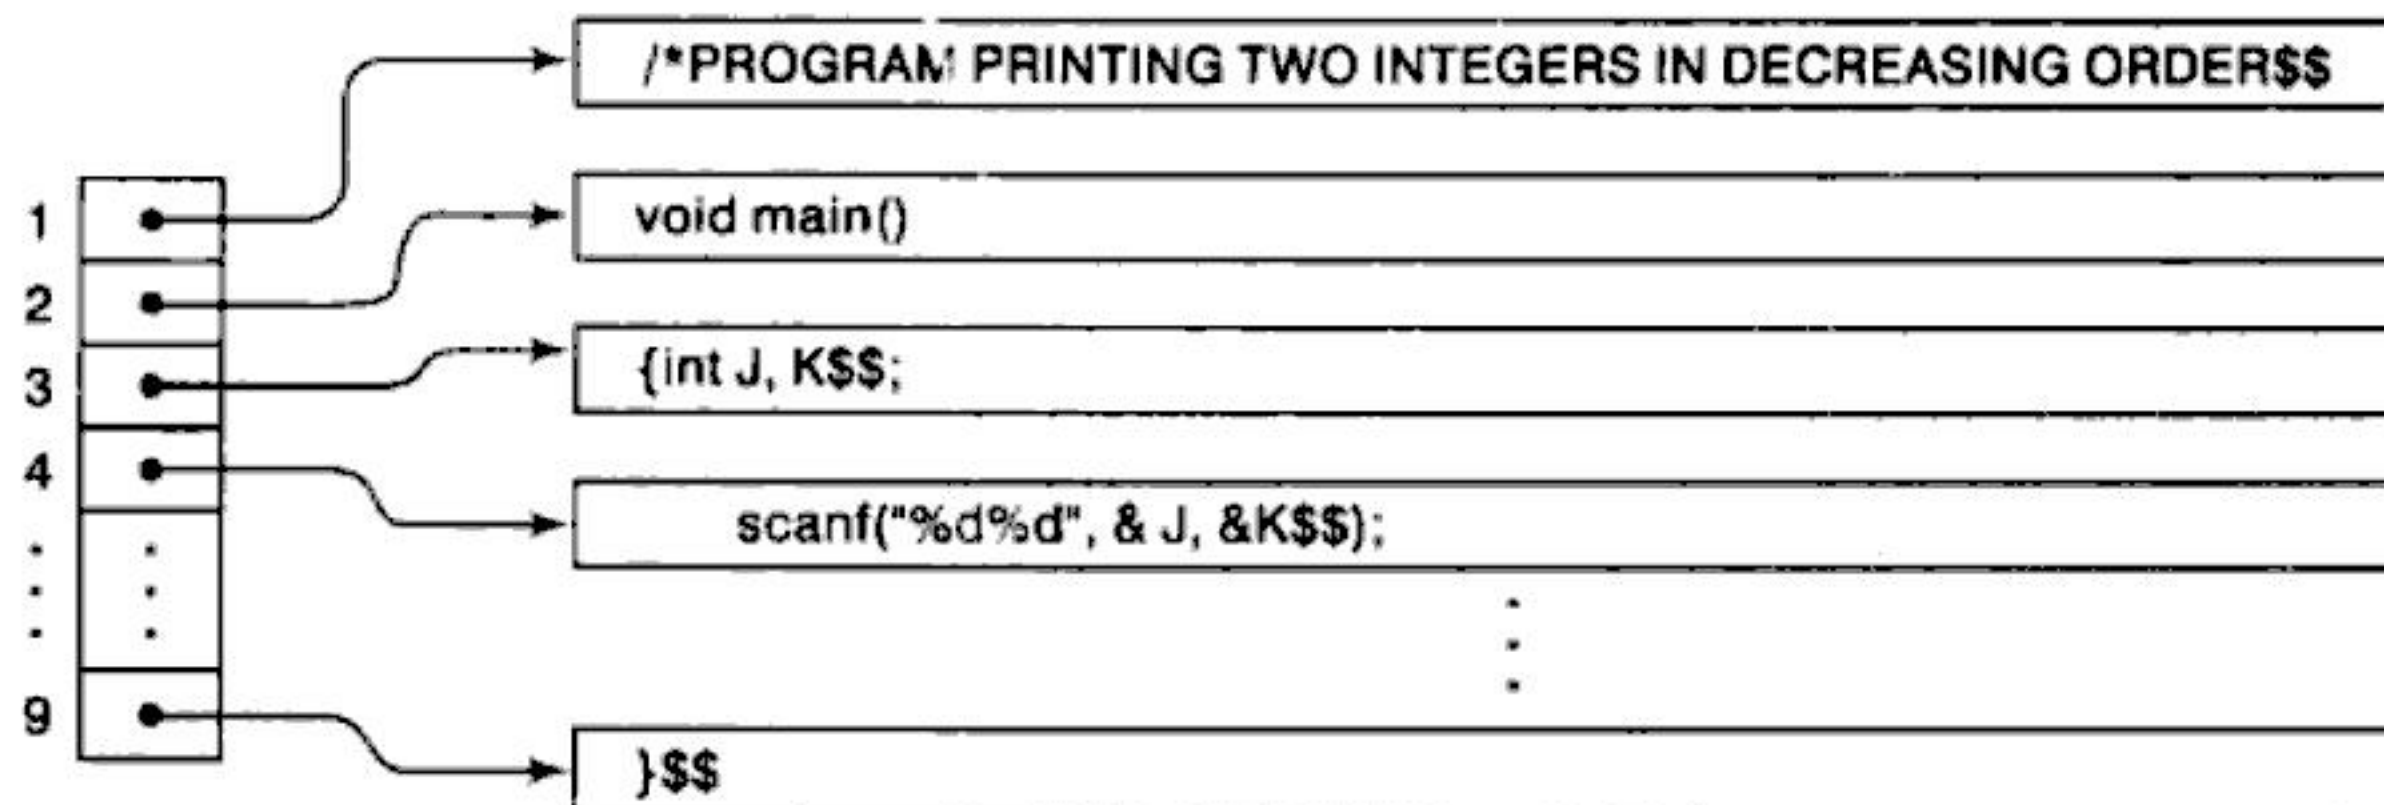 /*PROGRAM PRINTING TWO INTEGERS IN DECREASING ORDER$$
1
void main()
2
{int J, K$$;
3
4
scanf("%d%d", & J, &K$$);
9
}$$